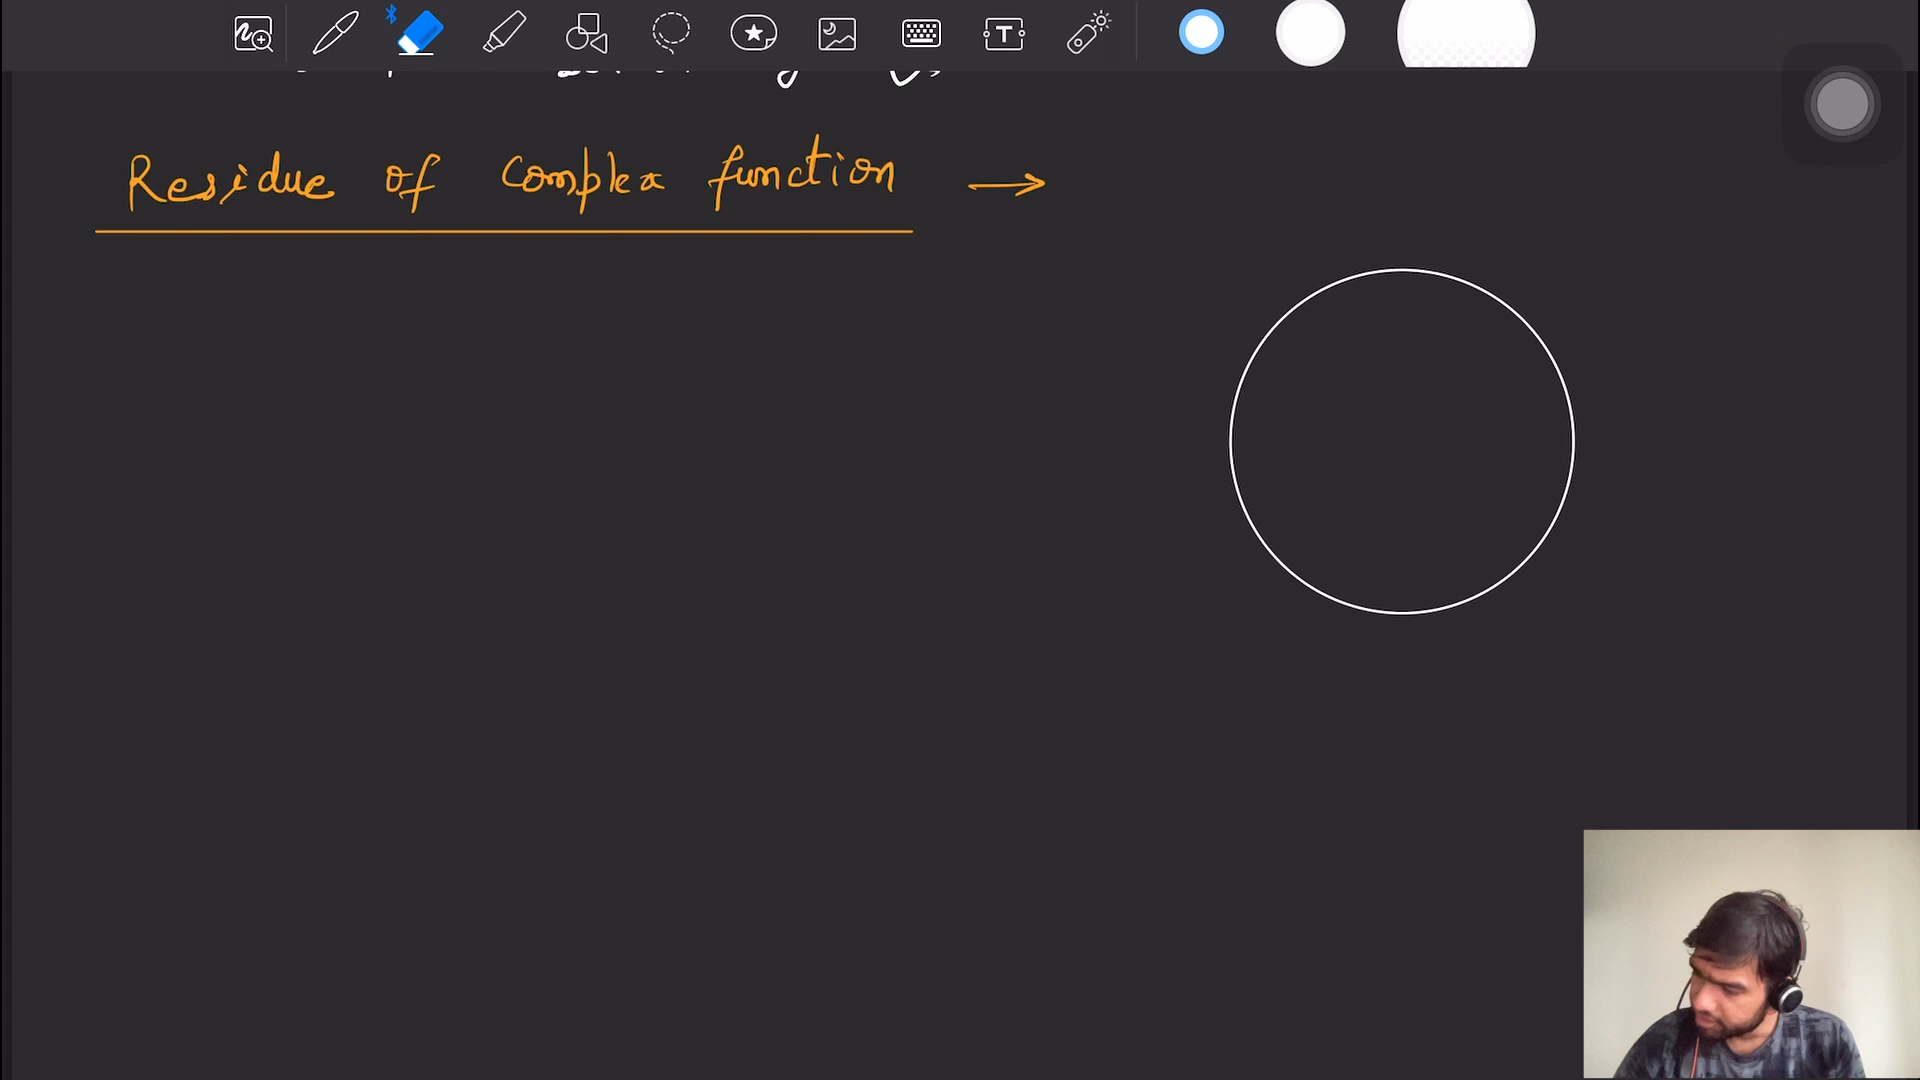 Residue of complex function →